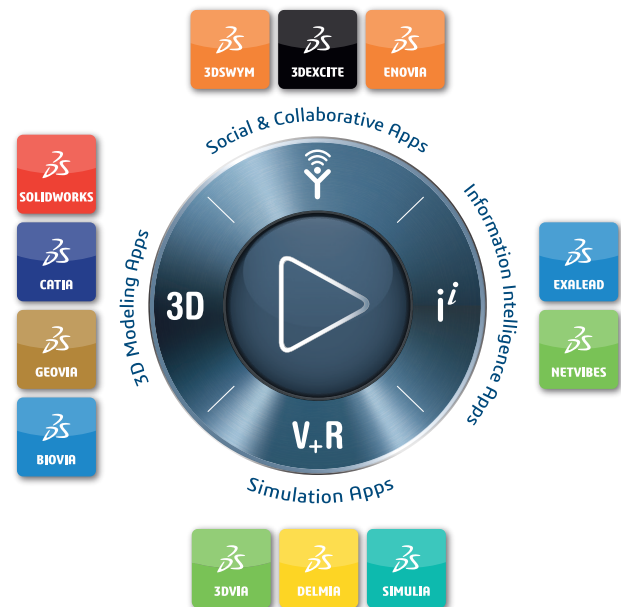 3DSWYM
3DEXCITE
ENOVIA
Social & Collaborative Apps
SOLIDWORKS
CATIA
GEOVIA
BIOVIA
3D Modeling Apps
3D
i i
Information Intelligence Apps
EXALEAD
NETVIBES
V+R
Simulation Apps
3DVIA
DELMIA
SIMULIA